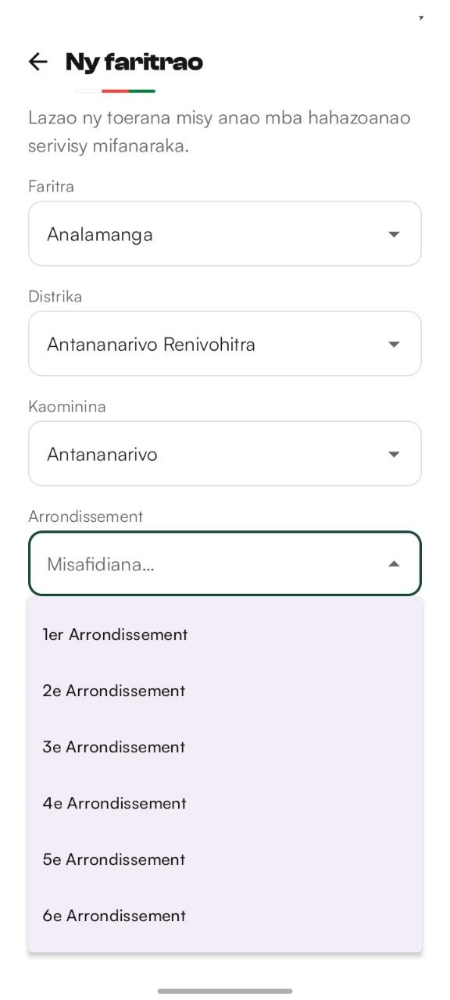 Ny faritrao
Lazao ny toerana misy anao mba hahazoanao
serivisy mifanaraka.
Faritra
Analamanga
Distrika
Antananarivo Renivohitra
Kaominina
Antananarivo
Arrondissement
Misafidiana...
1er Arrondissement
2e Arrondissement
3e Arrondissement
4e Arrondissement
5e Arrondissement
6e Arrondissement